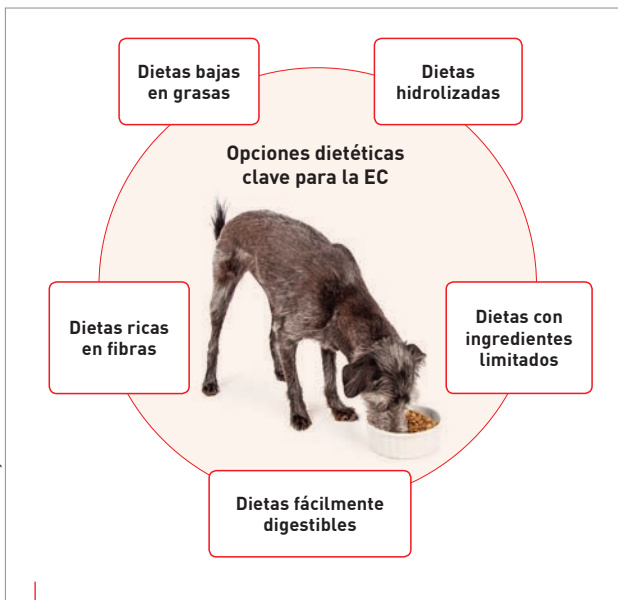 Dietas bajas
en grasas
Dietas
hidrolizadas
Opciones dietéticas
clave para la EC
Dietas ricas
en fibras
Dietas con
ingredientes
limitados
Dietas fácilmente
digestibles